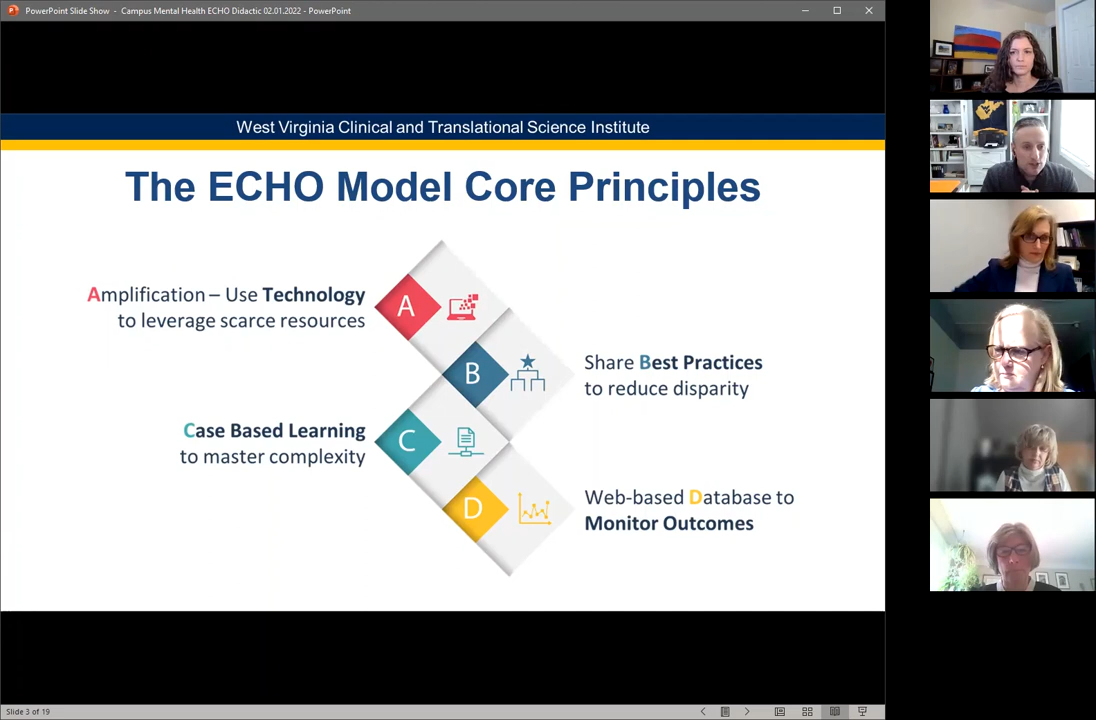 PowerPoint Slide Show - Campus Mental Health ECHO Didactic 02.01.2022 - PowerPoint
West Virginia Clinical and Translational Science Institute
The ECHO Model Core Principles
Amplification – Use Technology
to leverage scarce resources
A
B
Share Best Practices
to reduce disparity
Case Based Learning
to master complexity
C
D
Web-based Database to
Monitor Outcomes
Slide 3 of 19